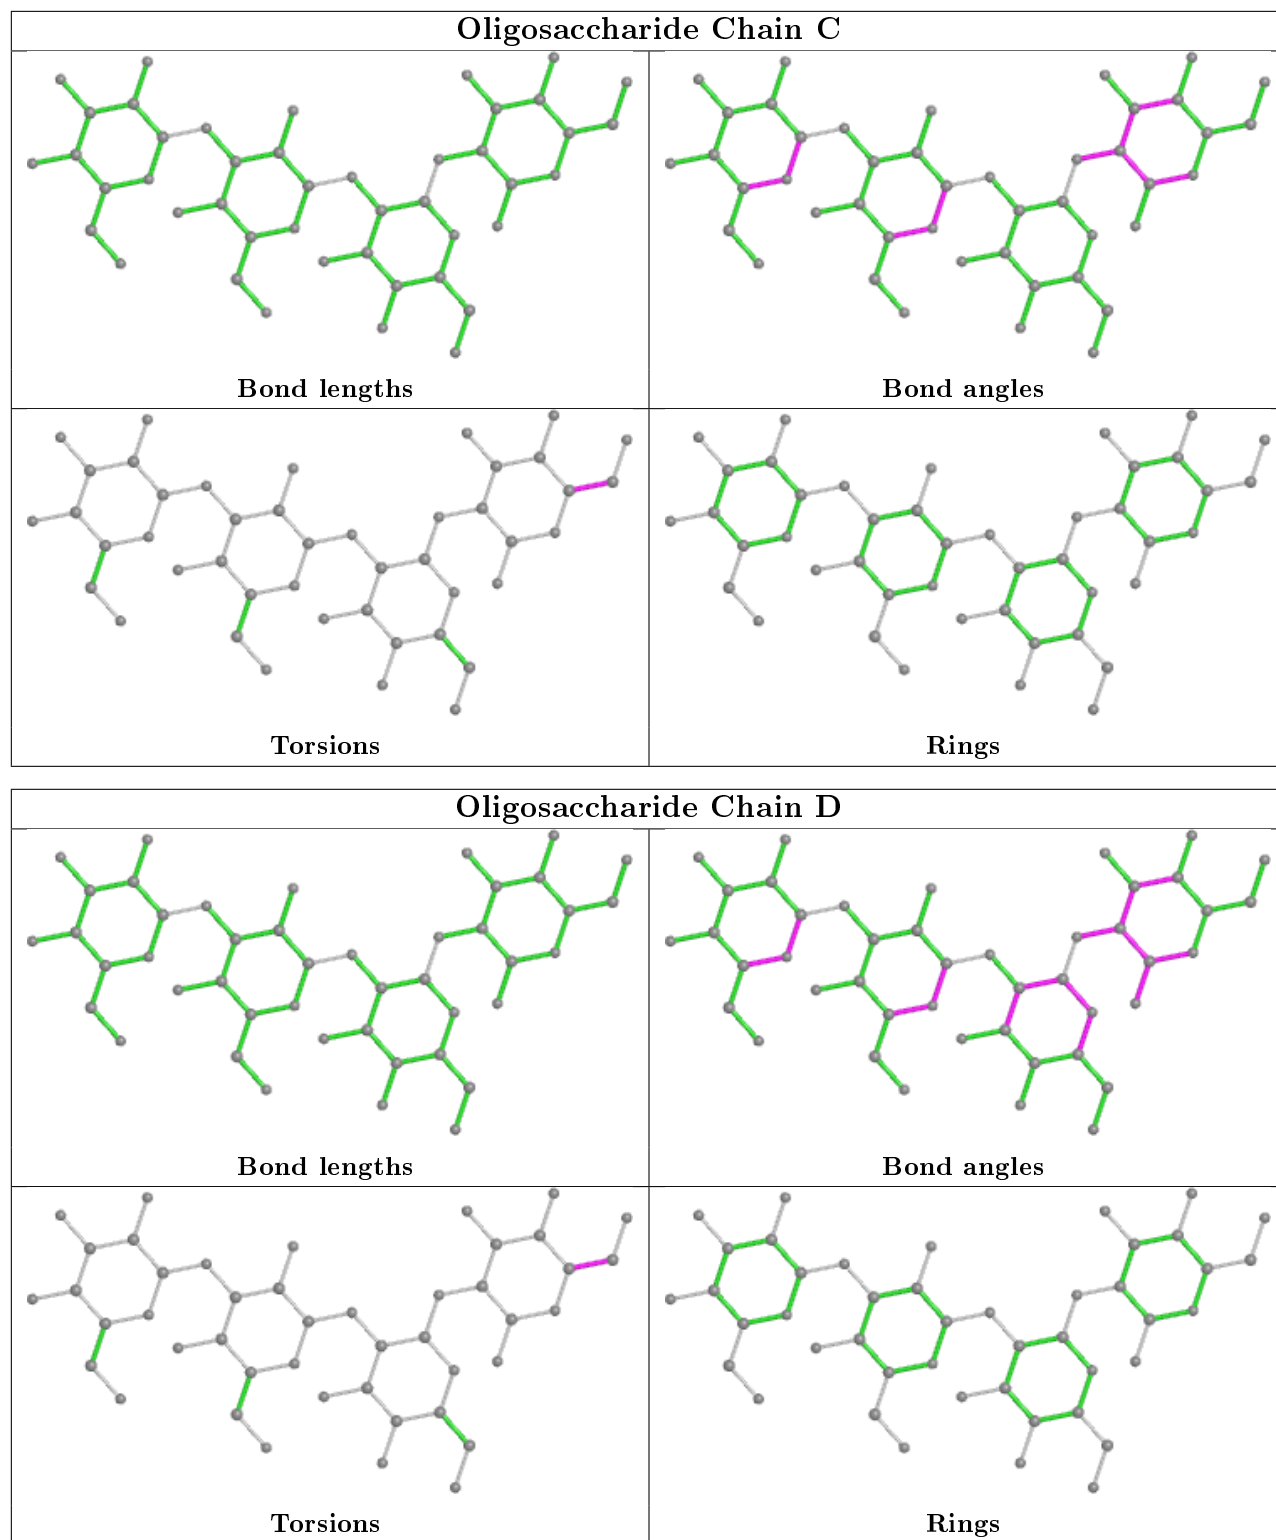 Oligosaccharide Chain C
Bond lengths
Bond angles
Torsions
Rings
Oligosaccharide Chain D
Bond lengths
Bond angles
Torsions
Rings